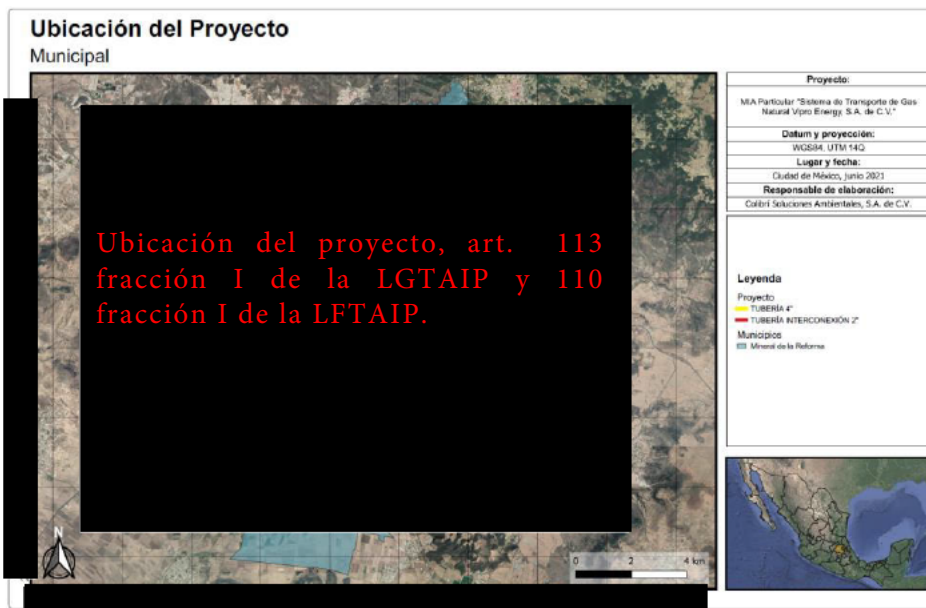 Ubicación del Proyecto
Municipal
Ubicación del proyecto, art. 113
fracción I de la LGTAIP y 110
fracción I de la LFTAIP.
N
0 2 4 km
Proyecto:
MIA Particular "Sistema de Transporte de Gas
Natural Vipro Energy, S.A. de C.V."
Datum y proyección:
WGS84, UTM 14Q
Lugar y fecha:
Ciudad de México, junio 2021
Responsable de elaboración:
Colibrí Soluciones Ambientales, S.A. de C.V.
Leyenda
Proyecto
TUBERÍA 4"
TUBERÍA INTERCONEXIÓN 2"
Municipios
Mineral de la Reforma